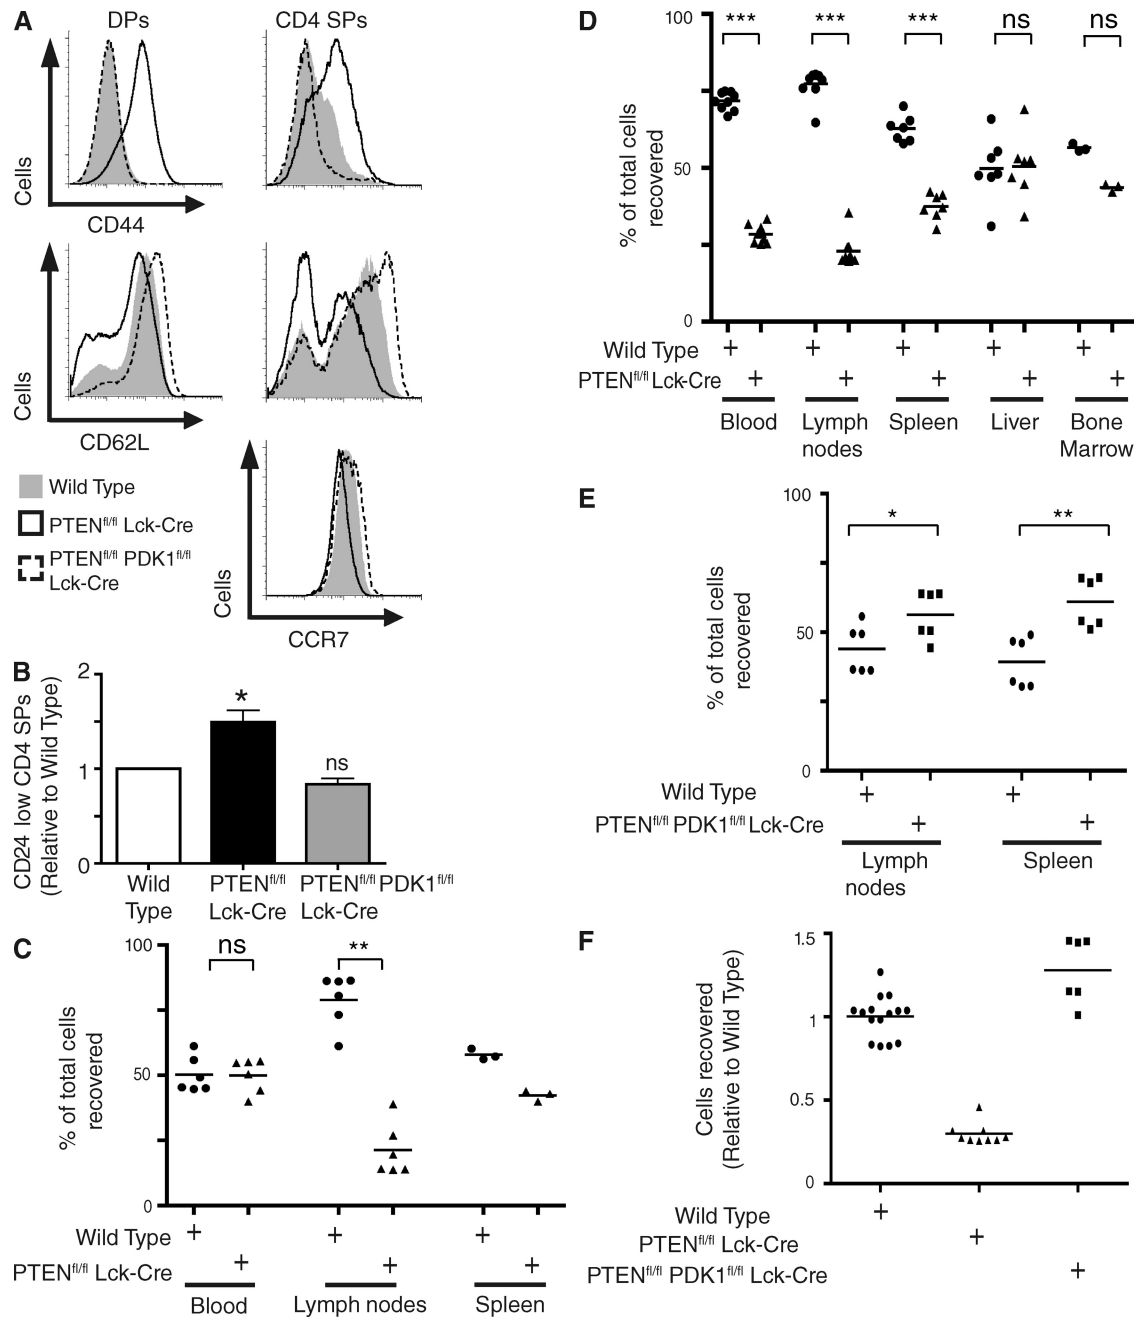 A
DPs
CD4 SPs
Cells
CD44
Cells
CD62L
Wild Type
PTENfl/fl Lck-Cre
PTENfl/fl PDK1fl/fl
Lck-Cre
Cells
CCR7
B
CD24 low CD4 SPs
(Relative to Wild Type)
2
1
0
*
ns
Wild
Type
PTENfl/fl
Lck-Cre
PTENfl/fl PDK1fl/fl
Lck-Cre
C
% of total cells
recovered
100
50
0
ns
**
Wild Type + + +
PTENfl/fl Lck-Cre + + +
Blood
Lymph nodes
Spleen
D
% of total cells
recovered
100
50
0
*** *** *** ns ns
Wild Type + + + + +
PTENfl/fl Lck-Cre + + + + +
Blood
Lymph
nodes
Spleen
Liver
Bone
Marrow
E
% of total cells
recovered
100
50
0
*
**
Wild Type + +
PTENfl/fl PDK1fl/fl Lck-Cre + +
Lymph
nodes
Spleen
F
Cells recovered
(Relative to Wild Type)
1.5
1
0.5
0
Wild Type +
PTENfl/fl Lck-Cre +
PTENfl/fl PDK1fl/fl Lck-Cre +